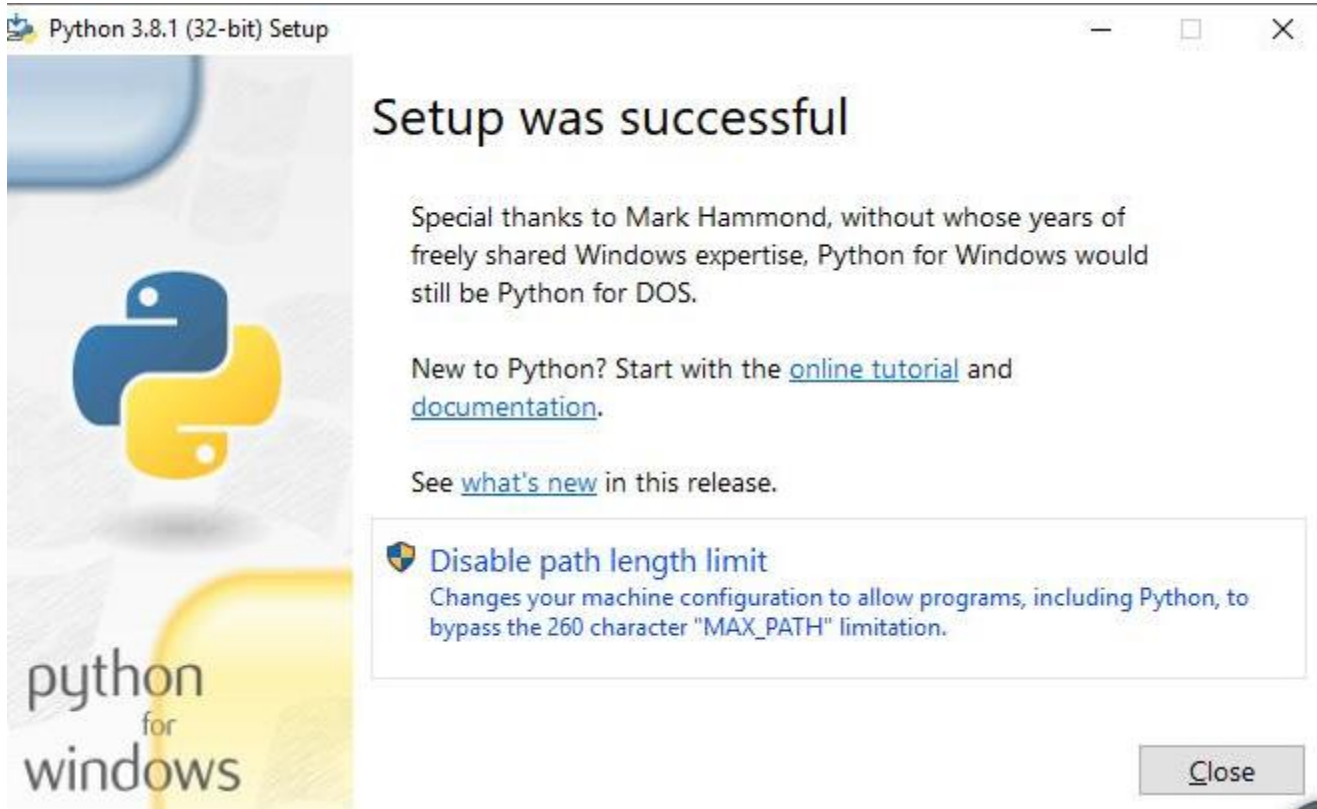 Python 3.8.1 (32-bit) Setup
Setup was successful
Special thanks to Mark Hammond, without whose years of
freely shared Windows expertise, Python for Windows would
still be Python for DOS.
New to Python? Start with the online tutorial and
documentation.
See what's new in this release.
Disable path length limit
Changes your machine configuration to allow programs, including Python, to
bypass the 260 character "MAX_PATH" limitation.
python
for
windows
Close